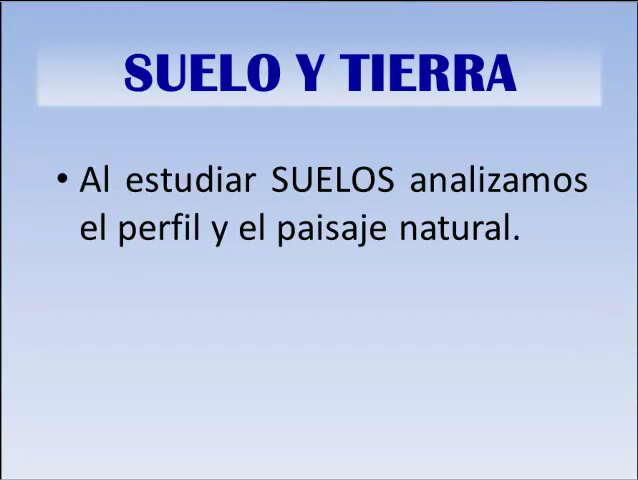 SUELO Y TIERRA
• Al estudiar SUELOS analizamos
el perfil y el paisaje natural.